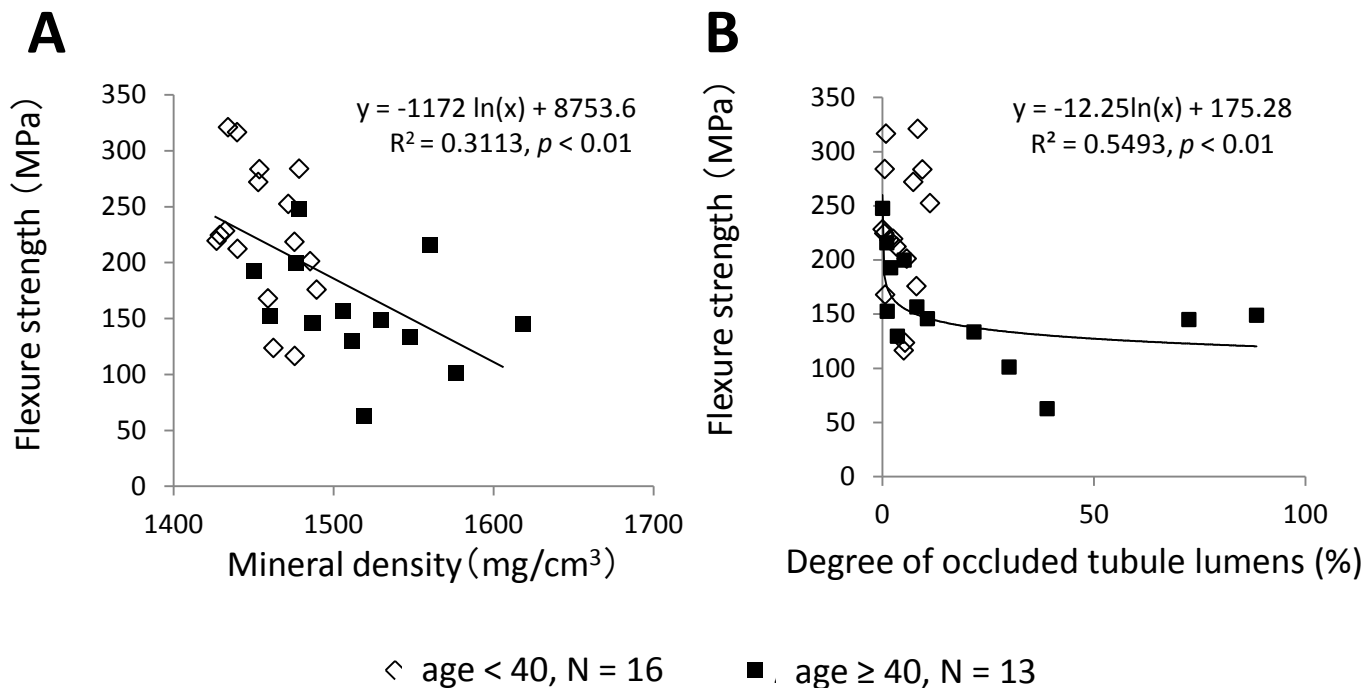 A
Flexure strength（MPa）
350
300
250
200
150
100
50
0
y = -1172 ln(x) + 8753.6
R² = 0.3113, p < 0.01
1400 1500 1600 1700
Mineral density（mg/cm³）
B
Flexure strength（MPa）
350
300
250
200
150
100
50
0
y = -12.25ln(x) + 175.28
R² = 0.5493, p < 0.01
0 50 100
Degree of occluded tubule lumens (%)
age < 40, N = 16
age ≥ 40, N = 13